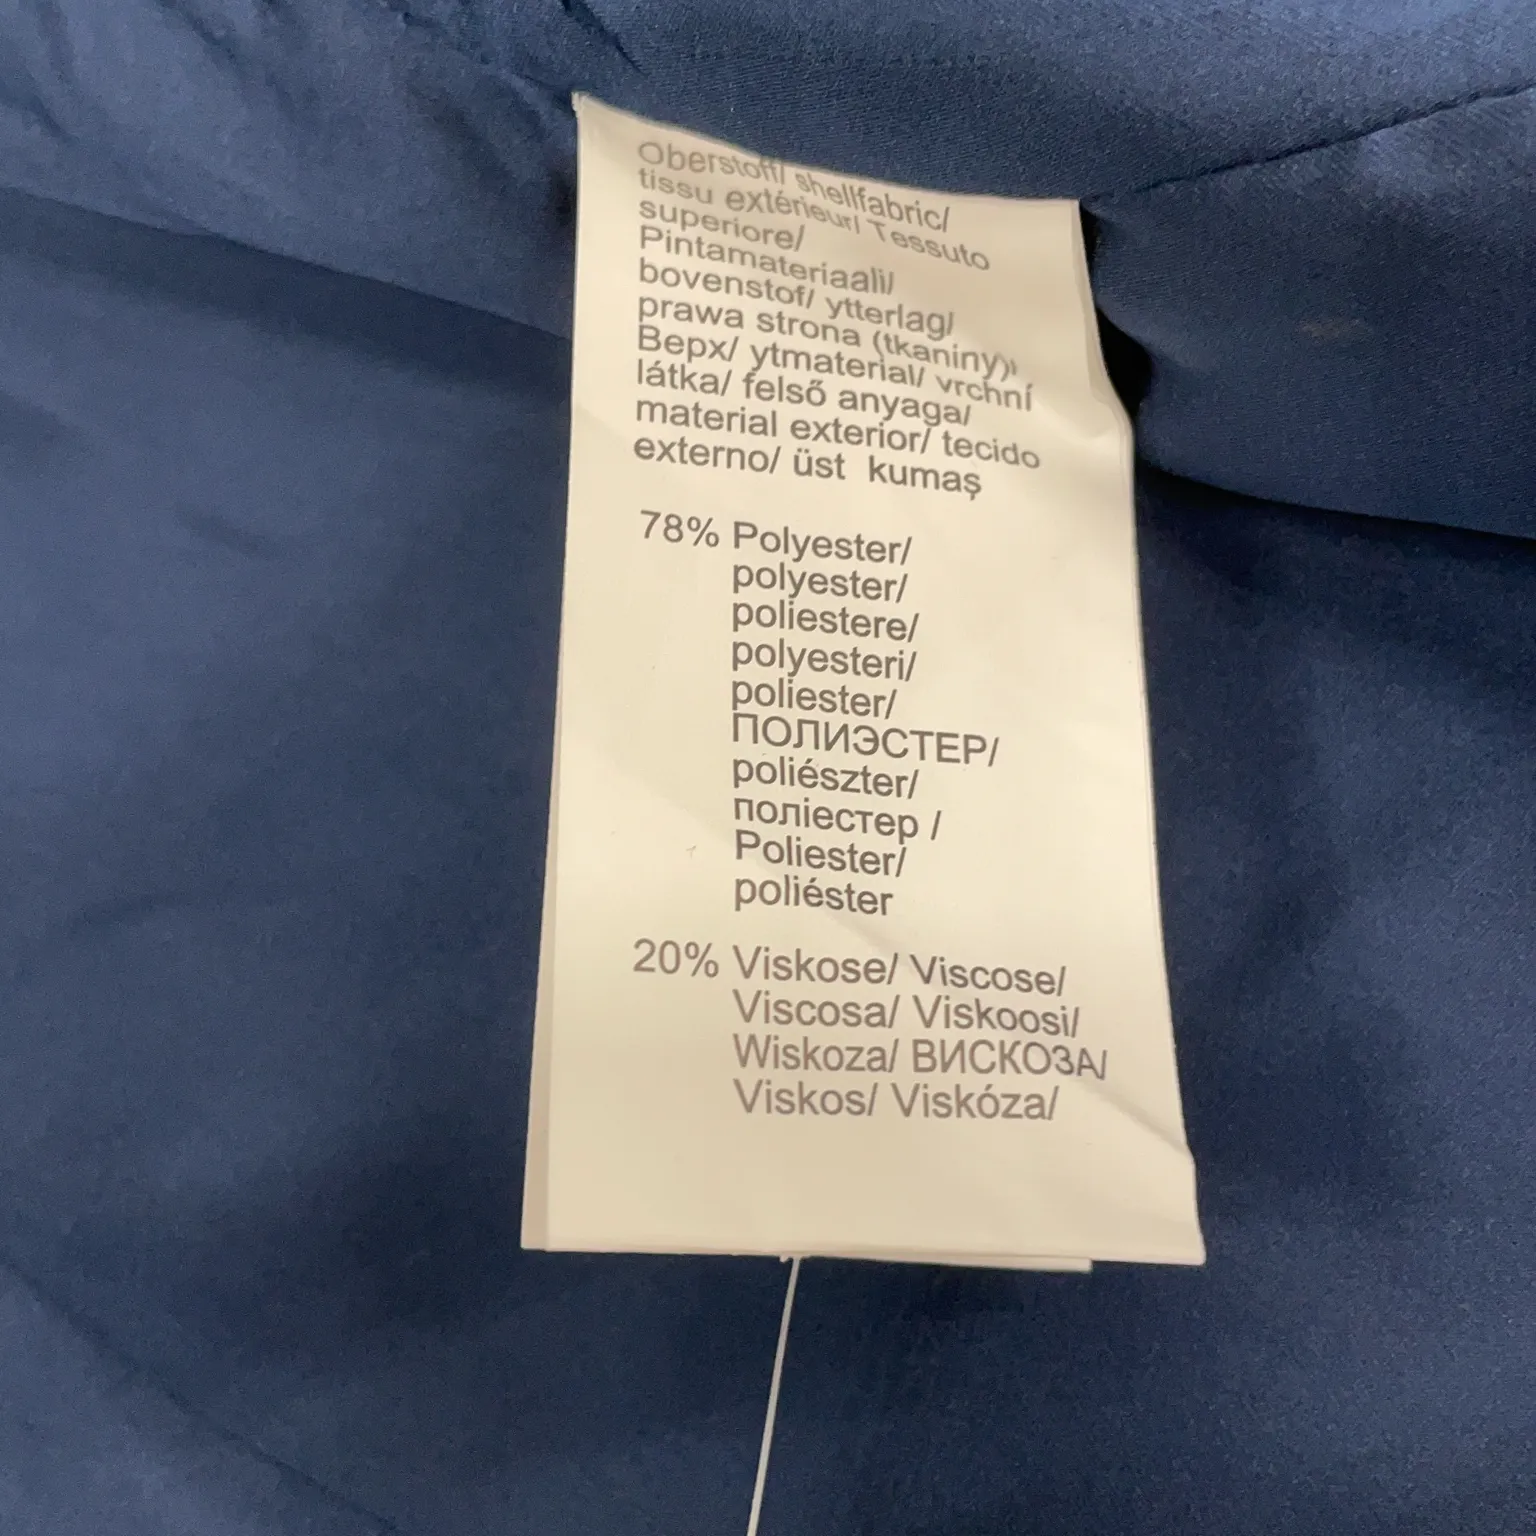 Oberstoff/ shellfabric/
tissu extérieur/ Tessuto
superiore/
Pintamateriaali/
bovenstof/ ytterlag/
prawa strona (tkaniny)/
Верх/ ytmaterial/ vrchní
látka/ felső anyaga/
material exterior/ tecido
externo/ üst kumaş
78% Polyester/
polyester/
poliestere/
polyesteri/
poliester/
ПОЛИЭСТЕР/
poliészter/
поліестер /
Poliester/
poliéster
20% Viskose/ Viscose/
Viscosa/ Viskoosi/
Wiskoza/ ВИСКОЗА/
Viskos/ Viskóza/